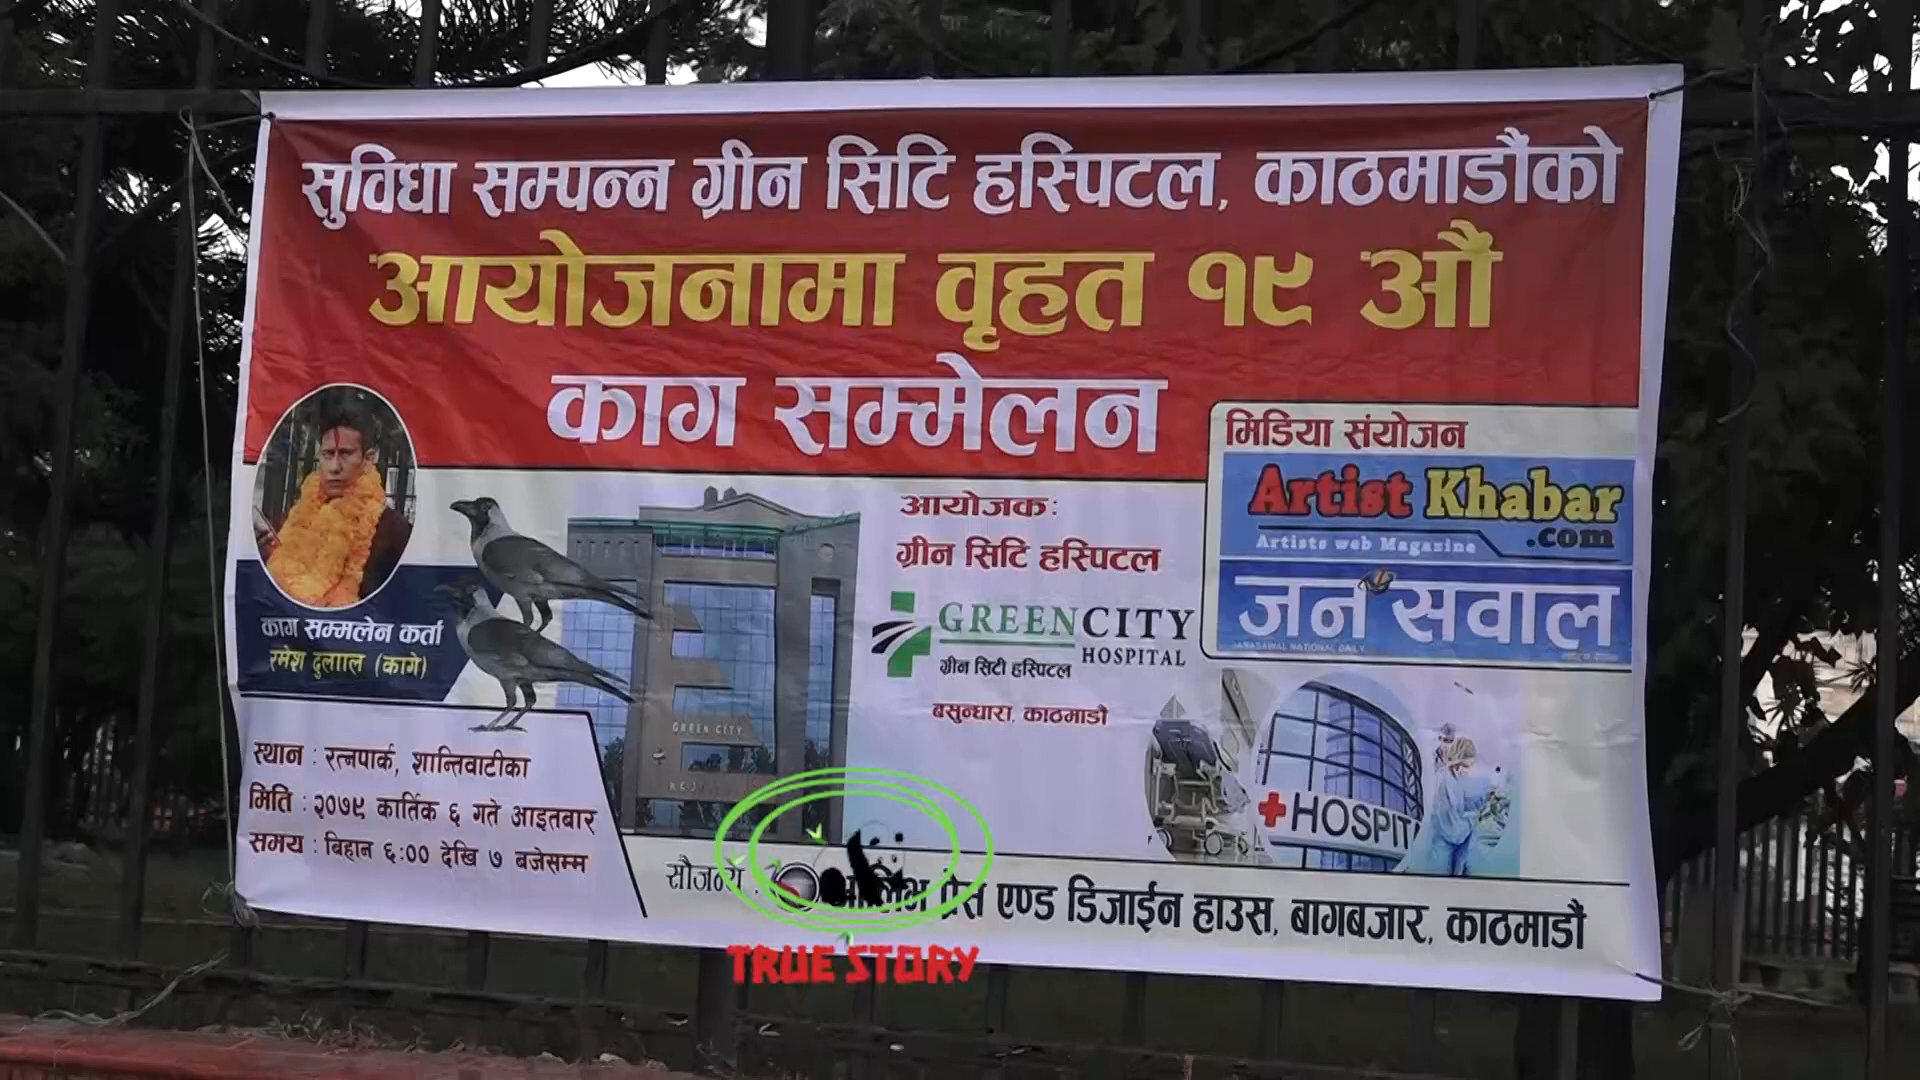 सुविधा सम्पन्न ग्रीन सिटि हस्पिटल, काठमाडौंको
आयोजनामा वृहत १९ औं
काग सम्मेलन
मिडिया संयोजन
Artist Khabar
.com
Artists web Magazine
जन सवाल
JANASAWAL NATIONAL DAILY
आयोजक:
ग्रीन सिटि हस्पिटल
GREENCITY
HOSPITAL
ग्रीन सिटी हस्पिटल
बसुन्धारा, काठमाडौं
काग सम्मलेन कर्ता
रमेश दुलााल (कागे)
GREEN CITY
स्थान : रत्नपार्क, शान्तिवाटीका
मिति : २०७९ कार्तिक ६ गते आइतबार
समय : बिहान ६:०० देखि ७ बजेसम्म
HOSPIT
सौजन्य : प्रेस एण्ड डिजाईन हाउस, बागबजार, काठमाडौं
TRUE STORY